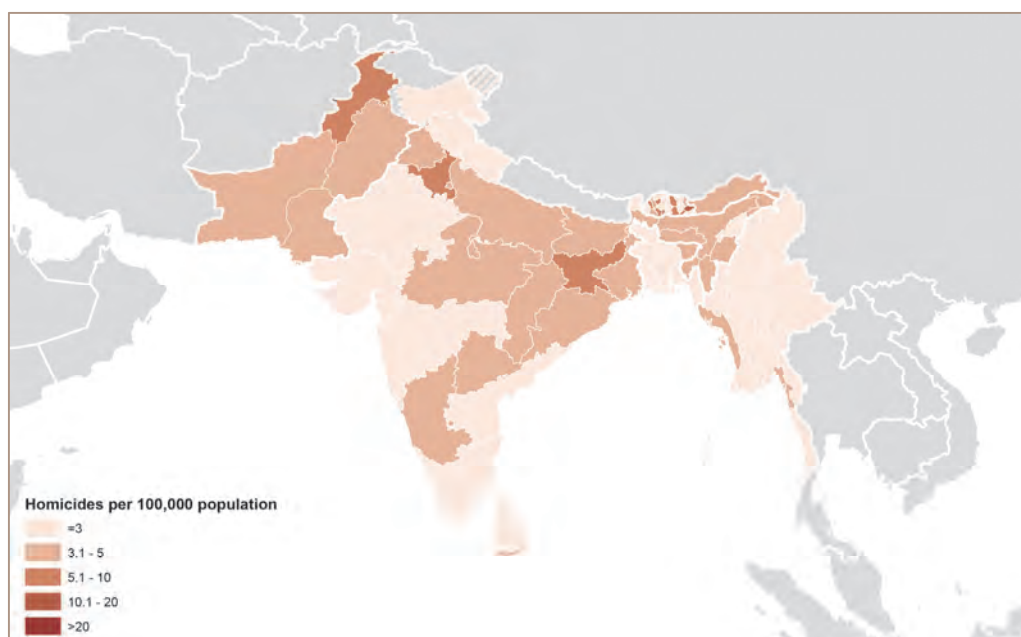 Homicides per 100,000 population
=3
3.1 - 5
5.1 - 10
10.1 - 20
>20